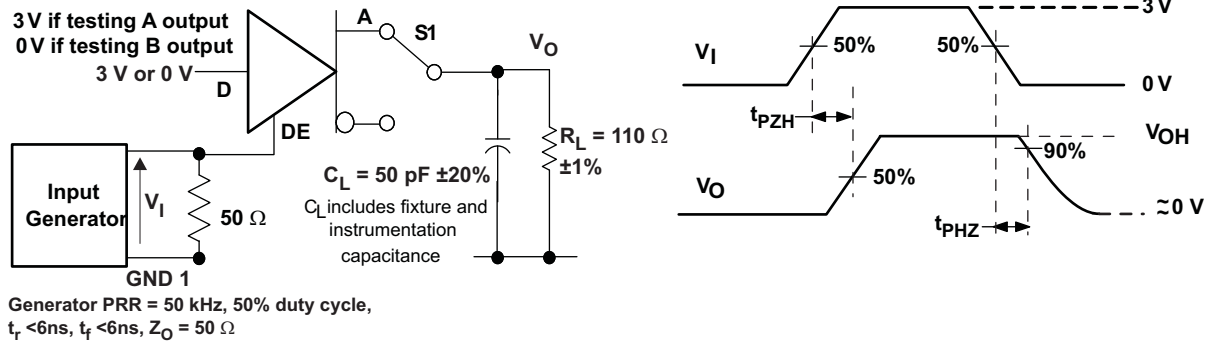 3 V if testing A output
0 V if testing B output
3 V or 0 V
D
A
S1
V_O
DE
Input
Generator
V_I
50 Ω
GND 1
C_L = 50 pF ±20%
C_L includes fixture and
instrumentation
capacitance
R_L = 110 Ω
±1%
Generator PRR = 50 kHz, 50% duty cycle,
t_r <6ns, t_f <6ns, Z_O = 50 Ω
3 V
V_I
50%
50%
0 V
t_PZH
V_OH
90%
V_O
50%
≈0 V
t_PHZ